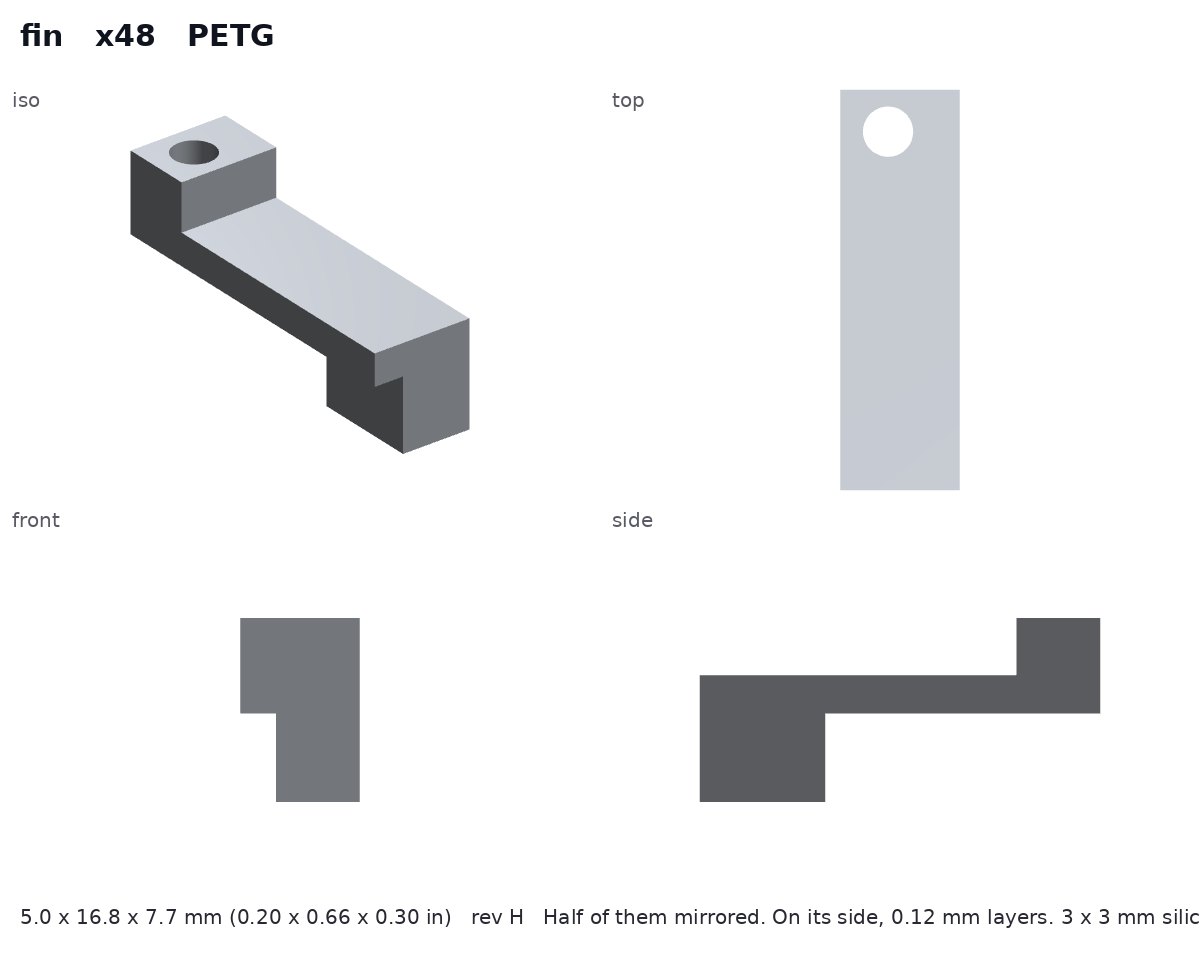 fin x48 PETG
iso
top
front
side
5.0 x 16.8 x 7.7 mm (0.20 x 0.66 x 0.30 in) rev H Half of them mirrored. On its side, 0.12 mm layers. 3 x 3 mm